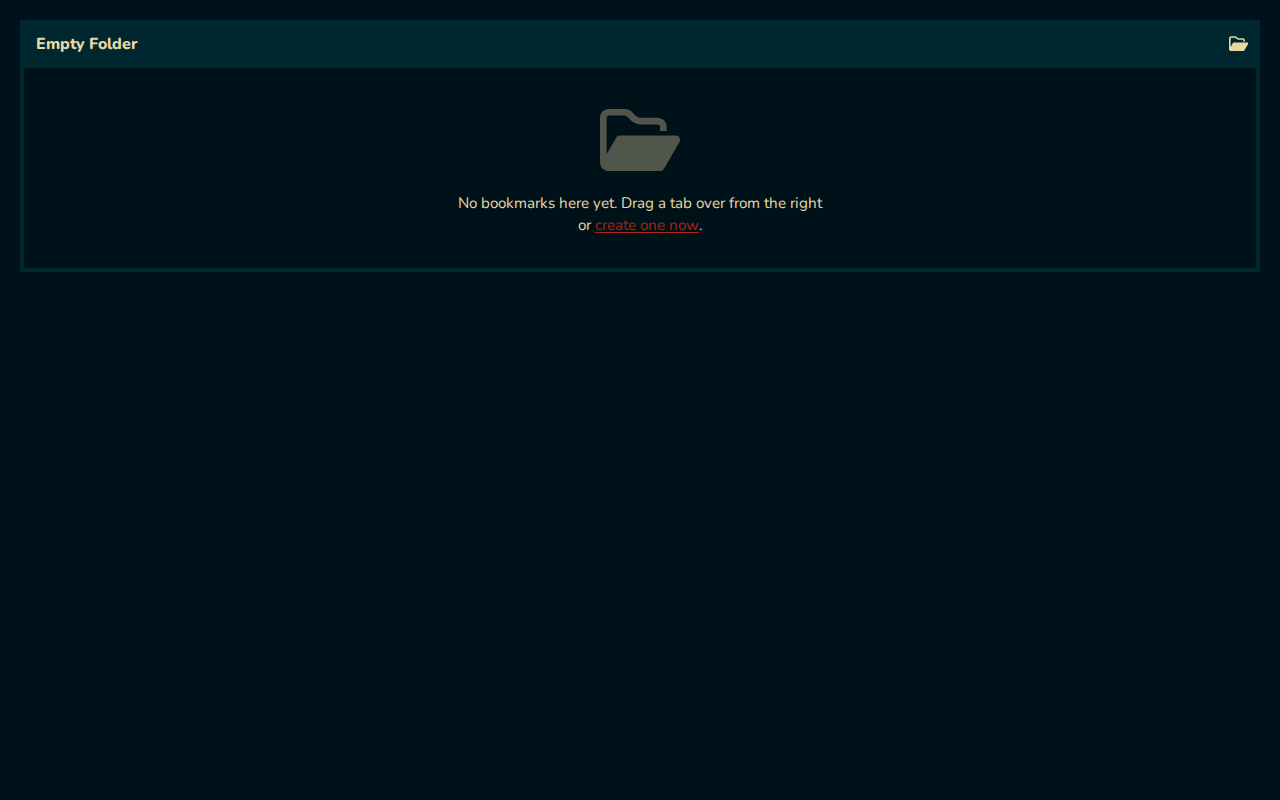 Empty Folder
No bookmarks here yet. Drag a tab over from the right
or create one now.